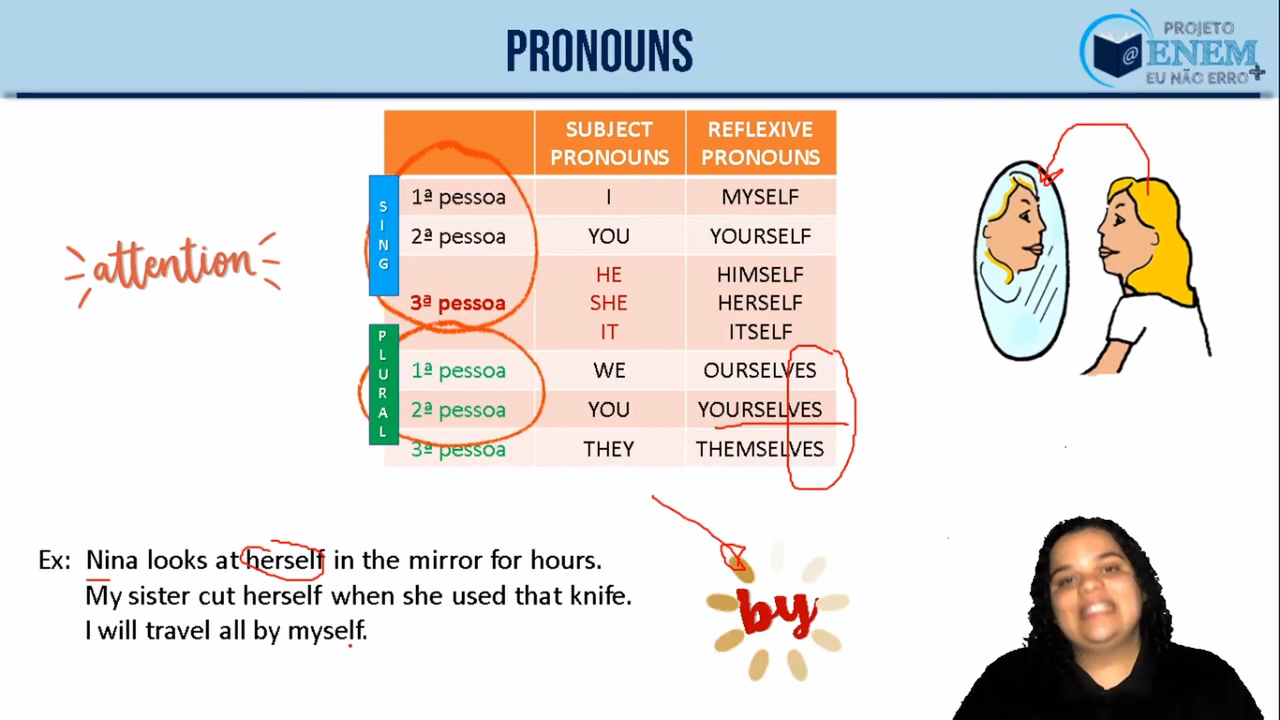 PRONOUNS
PROJETO
@ENEM+
EU NÃO ERRO
SUBJECT PRONOUNS
REFLEXIVE PRONOUNS
SING
1ª pessoa I MYSELF
2ª pessoa YOU YOURSELF
HE HIMSELF
3ª pessoa SHE HERSELF
IT ITSELF
PLURAL
1ª pessoa WE OURSELVES
2ª pessoa YOU YOURSELVES
3ª pessoa THEY THEMSELVES
attention
Ex: Nina looks at herself in the mirror for hours.
My sister cut herself when she used that knife.
I will travel all by myself.
by